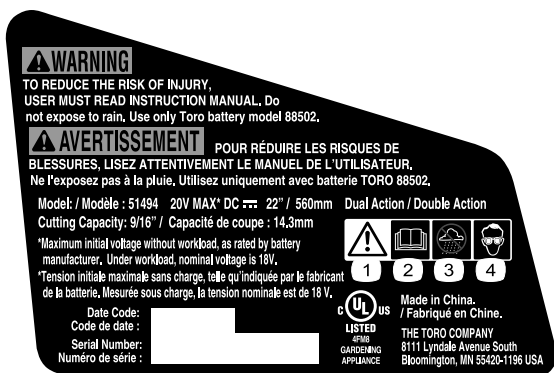 WARNING
TO REDUCE THE RISK OF INJURY,
USER MUST READ INSTRUCTION MANUAL. Do
not expose to rain. Use only Toro battery model 88502.
AVERTISSEMENT POUR RÉDUIRE LES RISQUES DE
BLESSURES, LISEZ ATTENTIVEMENT LE MANUEL DE L'UTILISATEUR.
Ne l'exposez pas à la pluie. Utilisez uniquement avec batterie TORO 88502.
Model: / Modèle : 51494 20V MAX* DC 22" / 560mm Dual Action / Double Action
Cutting Capacity: 9/16" / Capacité de coupe : 14.3mm
*Maximum initial voltage without workload, as rated by battery
manufacturer. Under workload, nominal voltage is 18V.
*Tension initiale maximale sans charge, telle qu'indiquée par le fabricant
de la batterie. Mesurée sous charge, la tension nominale est de 18 V.
1 2 3 4
Date Code:
Code de date :
Serial Number:
Numéro de série :
C UL US
LISTED
4FM8
GARDENING
APPLIANCE
Made in China.
/ Fabriqué en Chine.
THE TORO COMPANY
8111 Lyndale Avenue South
Bloomington, MN 55420-1196 USA